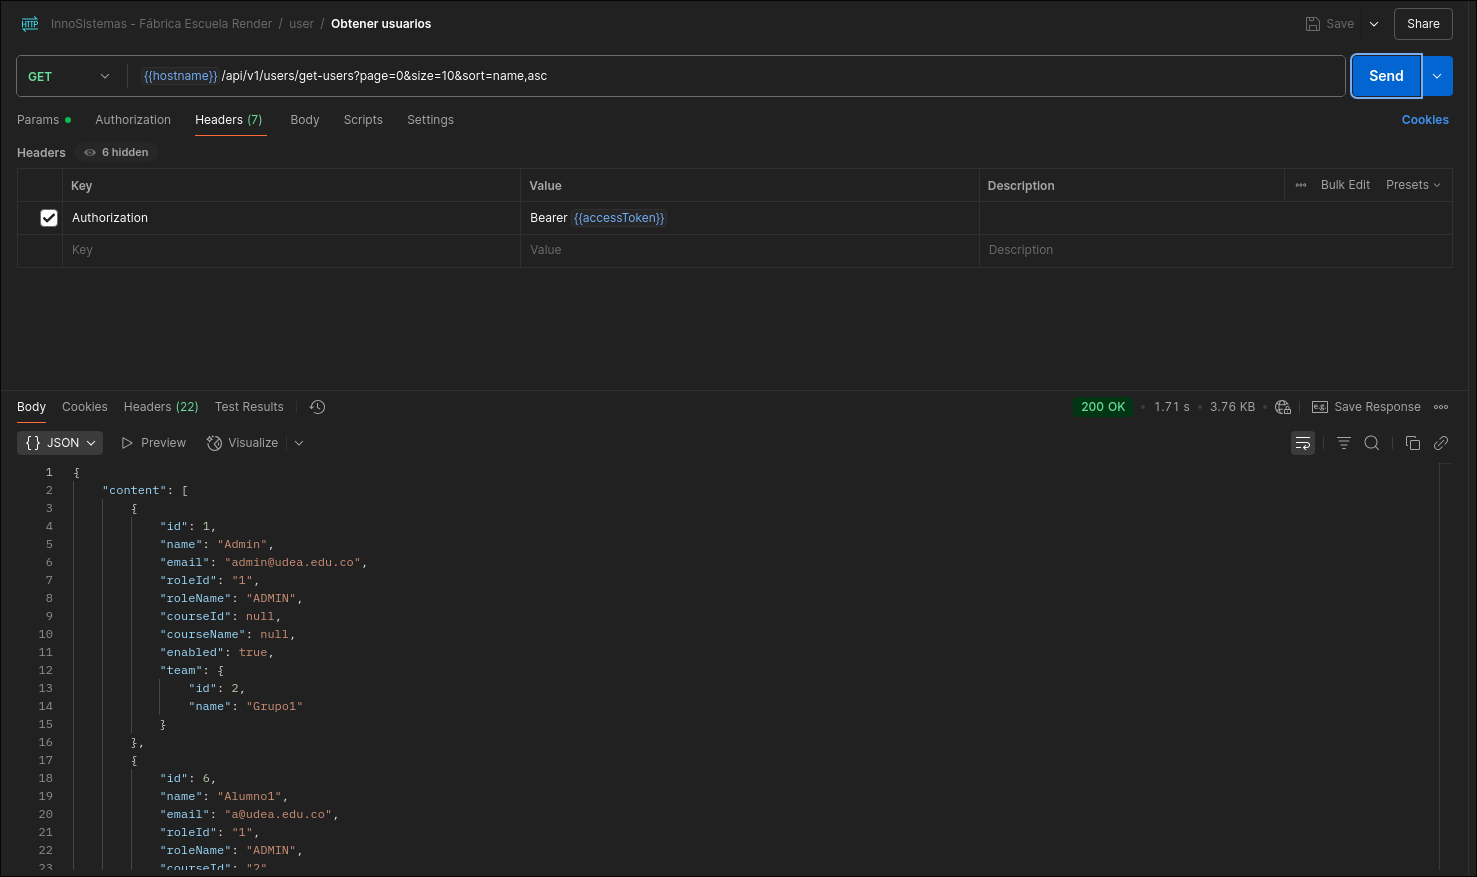 HTTP InnoSistemas - Fábrica Escuela Render / user / Obtener usuarios Save Share
GET {{hostname}} /api/v1/users/get-users?page=0&size=10&sort=name,asc Send
Params Authorization Headers (7) Body Scripts Settings Cookies
Headers 6 hidden
Key Value Description ••• Bulk Edit Presets
Authorization Bearer {{accessToken}}
Key Value Description
Body Cookies Headers (22) Test Results 200 OK • 1.71 s • 3.76 KB • e.g. Save Response •••
{} JSON Preview Visualize
1 {
2 "content": [
3 {
4 "id": 1,
5 "name": "Admin",
6 "email": "admin@udea.edu.co",
7 "roleId": "1",
8 "roleName": "ADMIN",
9 "courseId": null,
10 "courseName": null,
11 "enabled": true,
12 "team": {
13 "id": 2,
14 "name": "Grupo1"
15 }
16 },
17 {
18 "id": 6,
19 "name": "Alumno1",
20 "email": "a@udea.edu.co",
21 "roleId": "1",
22 "roleName": "ADMIN",
23 "courseId": "2"